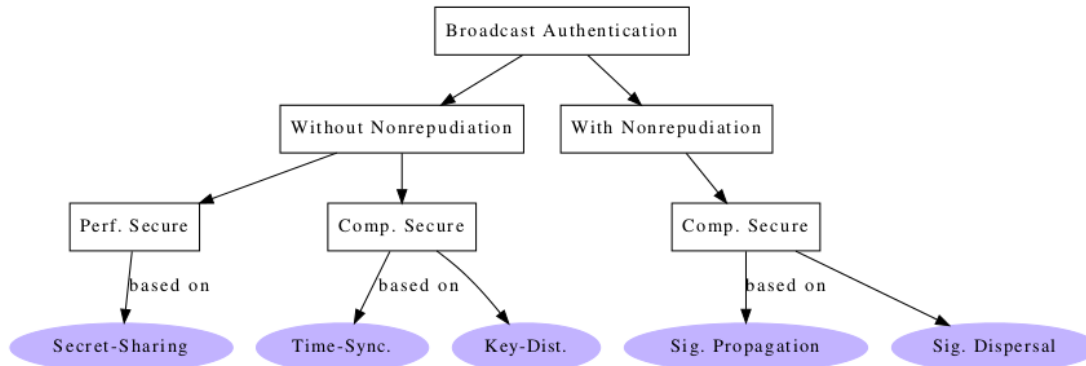 Broadcast Authentication
Without Nonrepudiation
With Nonrepudiation
Perf. Secure
Comp. Secure
Comp. Secure
based on
based on
based on
Secret-Sharing
Time-Sync.
Key-Dist.
Sig. Propagation
Sig. Dispersal